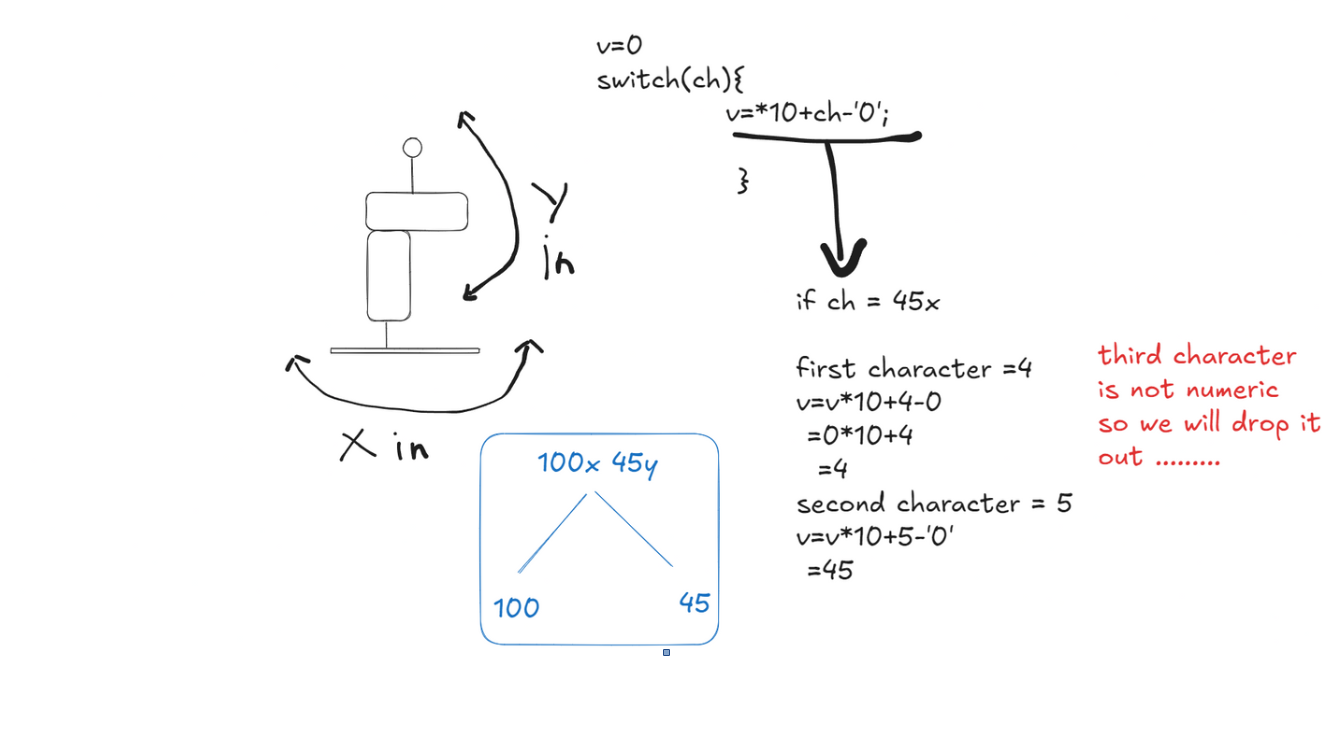 v=0
switch(ch){
v=*10+ch-'0';
}
y
in
x in
if ch = 45x
first character =4
v=v*10+4-0
=0*10+4
=4
second character = 5
v=v*10+5-'0'
=45
third character
is not numeric
so we will drop it
out .........
100x 45y
100
45